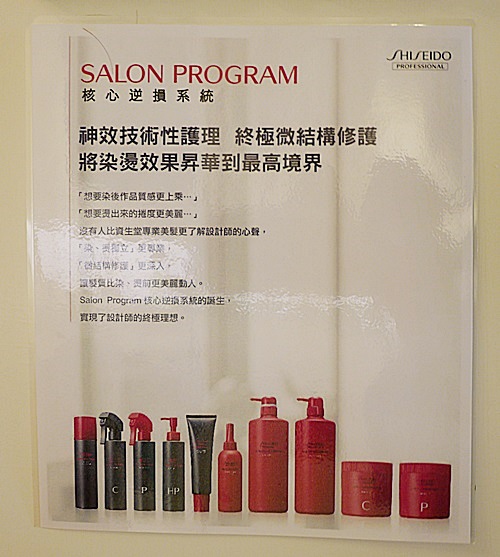 SHISEIDO
PROFESSIONAL
SALON PROGRAM
核心逆損系統
神效技術性護理 終極微結構修護
將染燙效果昇華到最高境界
「想要染後作品質感更上乘…」
「想要燙出來的捲度更美麗…」
沒有人比資生堂專業美髮更了解設計師的心聲，
「染、燙獨立」更專業，
「微結構修護」更深入，
讓髮質比染、燙前更美麗動人。
Salon Program 核心逆損系統的誕生，
實現了設計師的終極理想。
C
P
HP
C
P